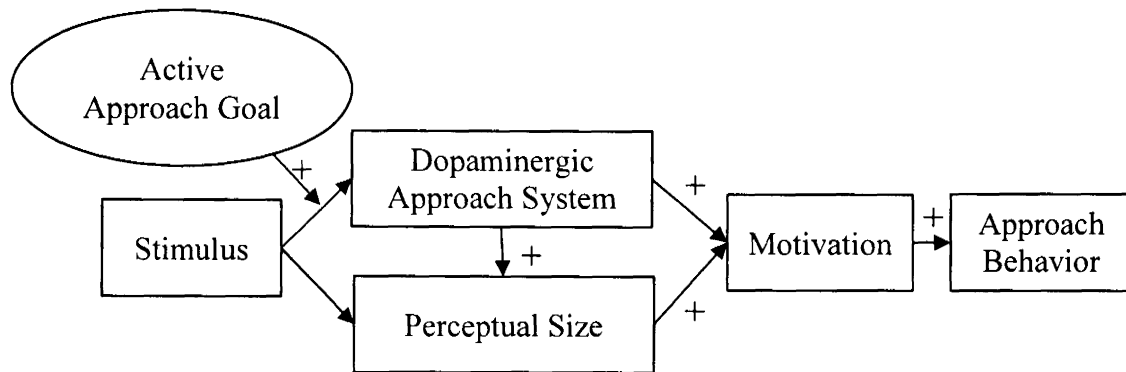 Active
Approach Goal
+
Dopaminergic
Approach System
+
+
Stimulus
Motivation
+
Approach
Behavior
Perceptual Size
+